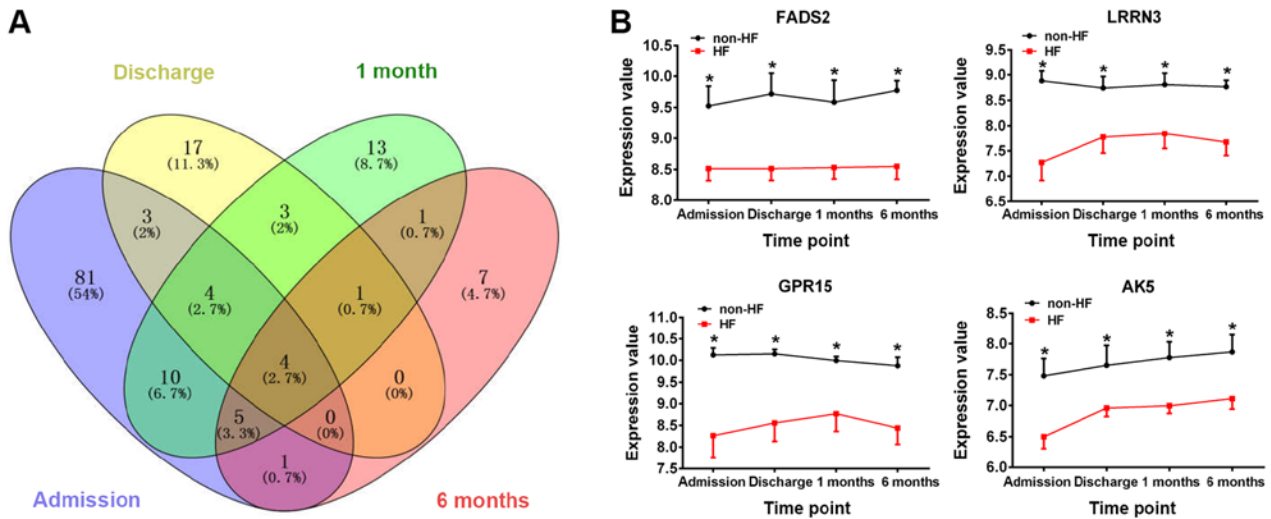 A
Discharge
1 month
Admission
6 months
17
(11.3%)
13
(8.7%)
3
(2%)
3
(2%)
1
(0.7%)
81
(54%)
7
(4.7%)
4
(2.7%)
1
(0.7%)
10
(6.7%)
4
(2.7%)
0
(0%)
5
(3.3%)
0
(0%)
1
(0.7%)
B
FADS2
non-HF
HF
Expression value
10.5
10.0
9.5
9.0
8.5
8.0
* * * *
Admission Discharge 1 months 6 months
Time point
LRRN3
non-HF
HF
Expression value
9.5
9.0
8.5
8.0
7.5
7.0
6.5
* * * *
Admission Discharge 1 months 6 months
Time point
GPR15
non-HF
HF
Expression value
11.0
10.5
10.0
9.5
9.0
8.5
8.0
7.5
* * * *
Admission Discharge 1 months 6 months
Time point
AK5
non-HF
HF
Expression value
8.5
8.0
7.5
7.0
6.5
6.0
* * * *
Admission Discharge 1 months 6 months
Time point